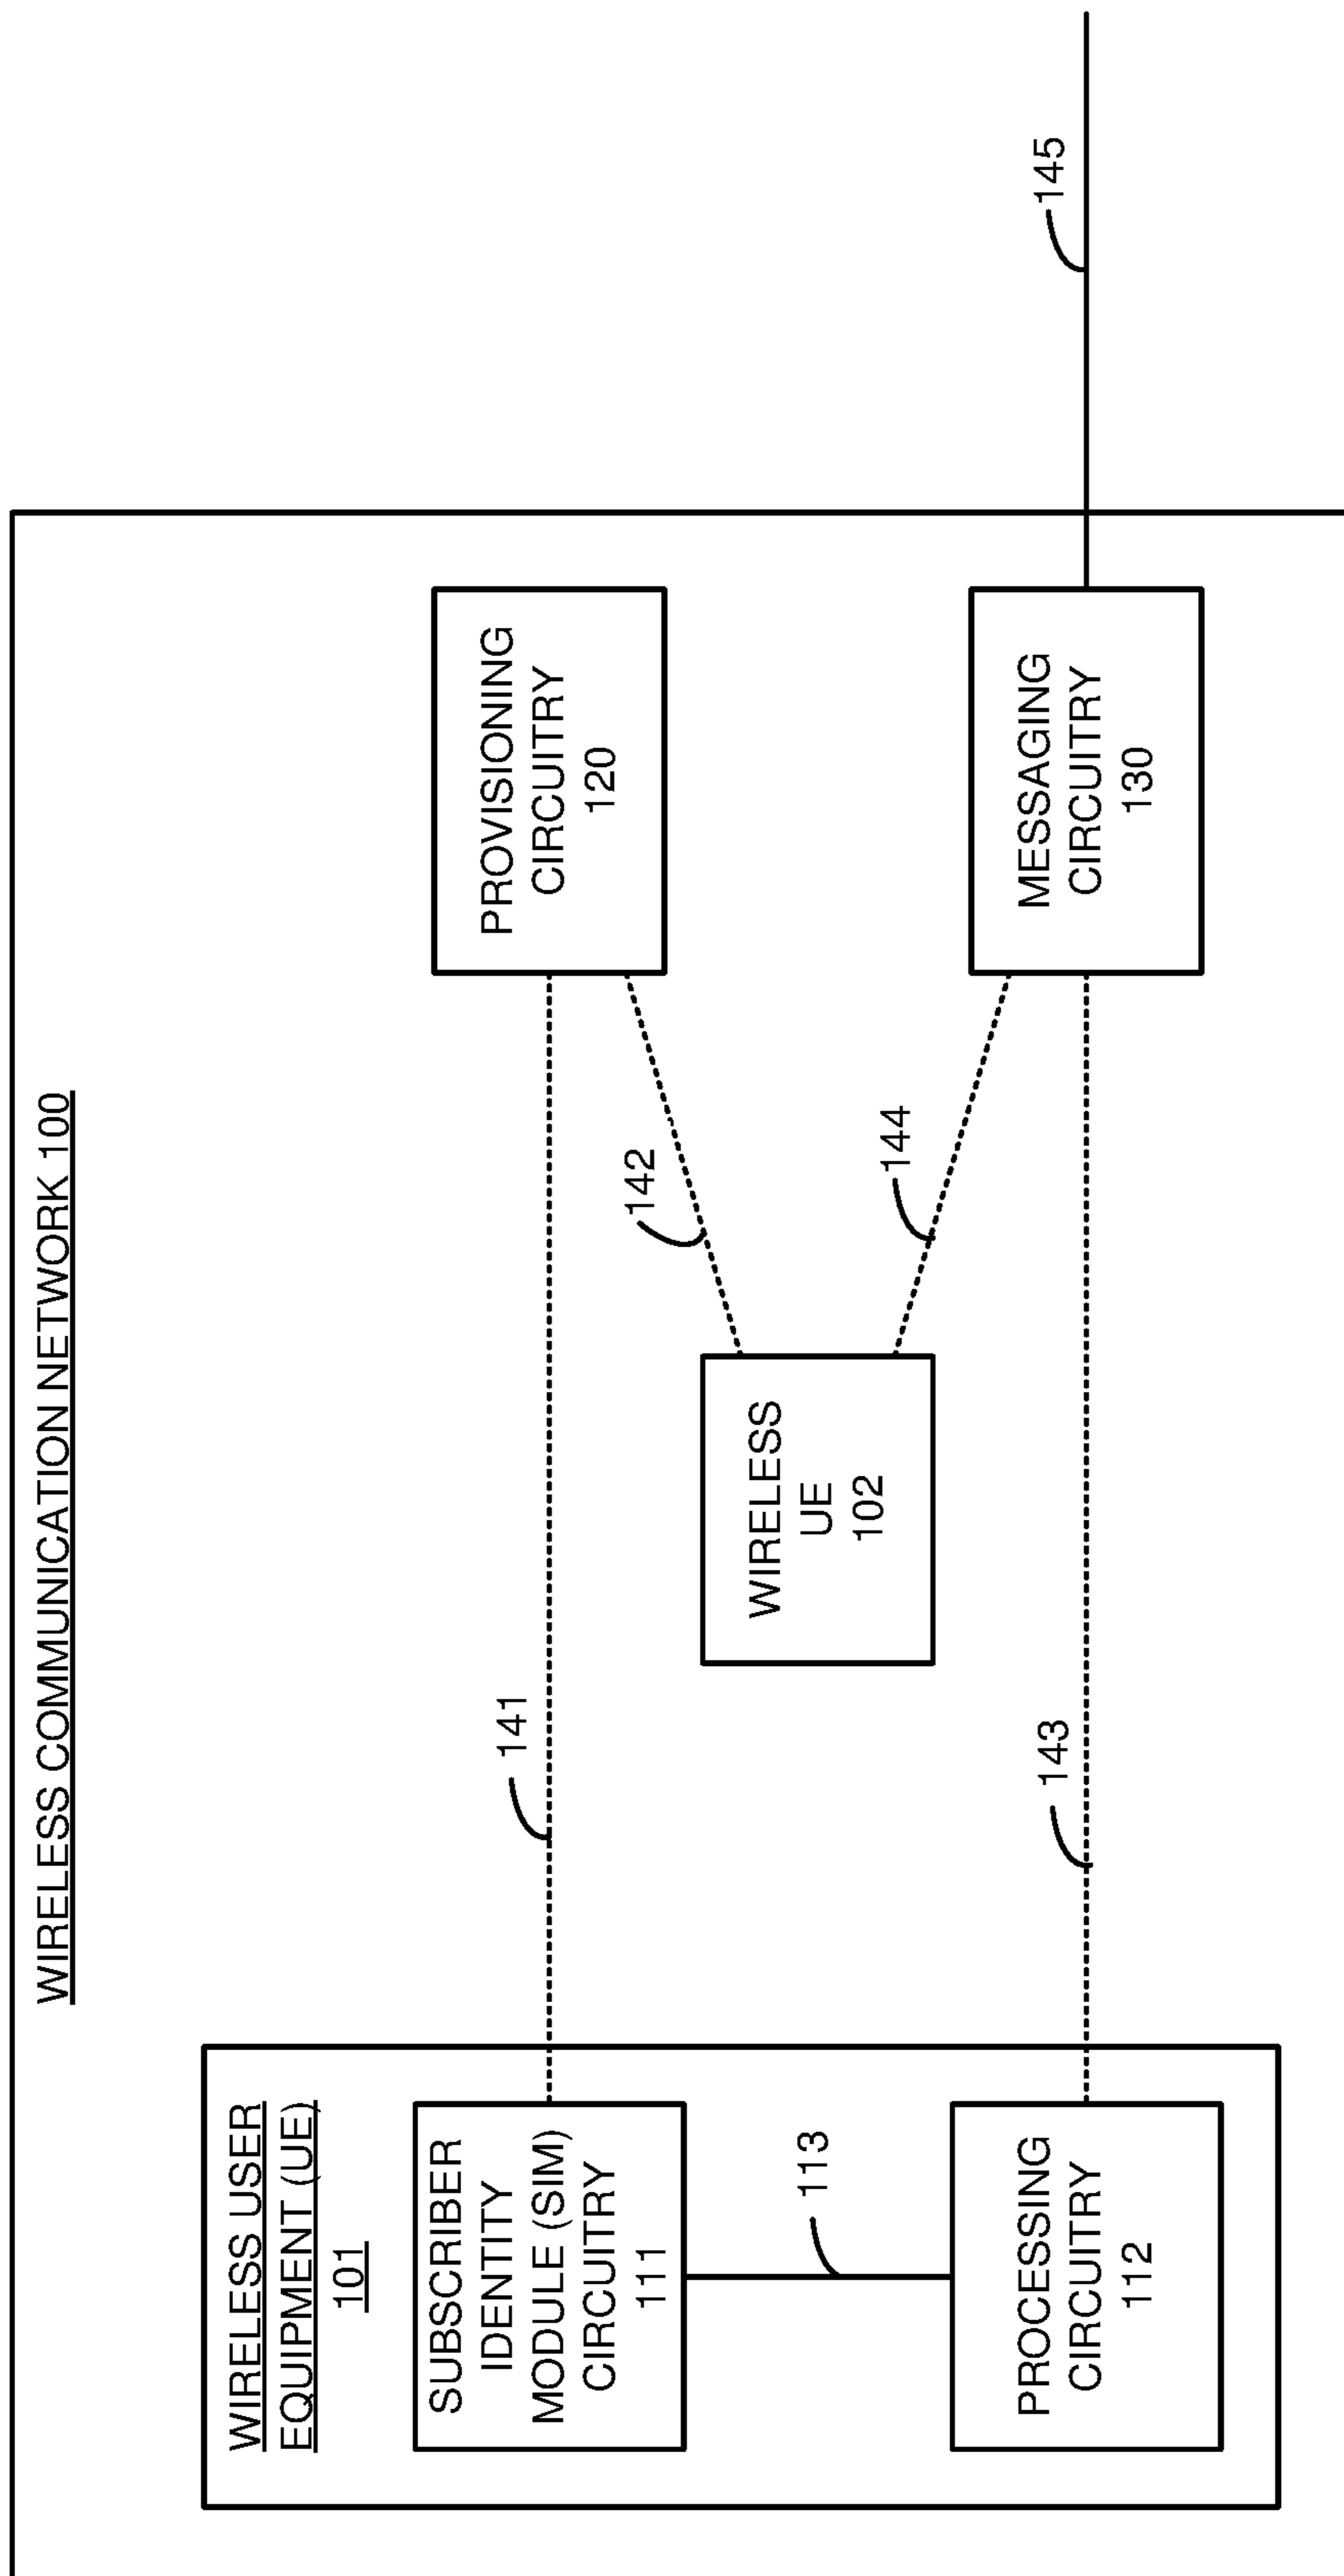 WIRELESS COMMUNICATION NETWORK 100
WIRELESS USER
EQUIPMENT (UE)
101
SUBSCRIBER
IDENTITY
MODULE (SIM)
CIRCUITRY
111
113
PROCESSING
CIRCUITRY
112
141
143
WIRELESS
UE
102
142
144
PROVISIONING
CIRCUITRY
120
MESSAGING
CIRCUITRY
130
145